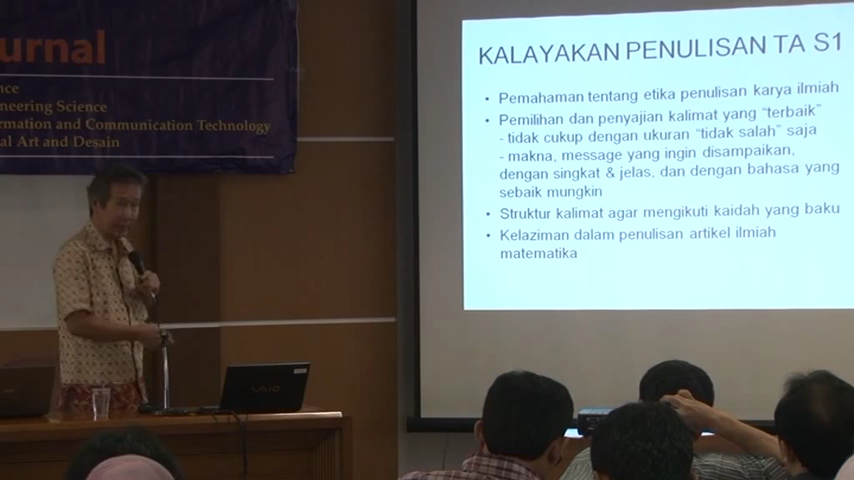 urnal
ence
ineering Science
ormation and Communication Technology
al Art and Desain
KALAYAKAN PENULISAN TA S1
• Pemahaman tentang etika penulisan karya ilmiah
• Pemilihan dan penyajian kalimat yang “terbaik”
- tidak cukup dengan ukuran “tidak salah” saja
- makna, message yang ingin disampaikan,
dengan singkat & jelas, dan dengan bahasa yang
sebaik mungkin
• Struktur kalimat agar mengikuti kaidah yang baku
• Kelaziman dalam penulisan artikel ilmiah
matematika
VAIO